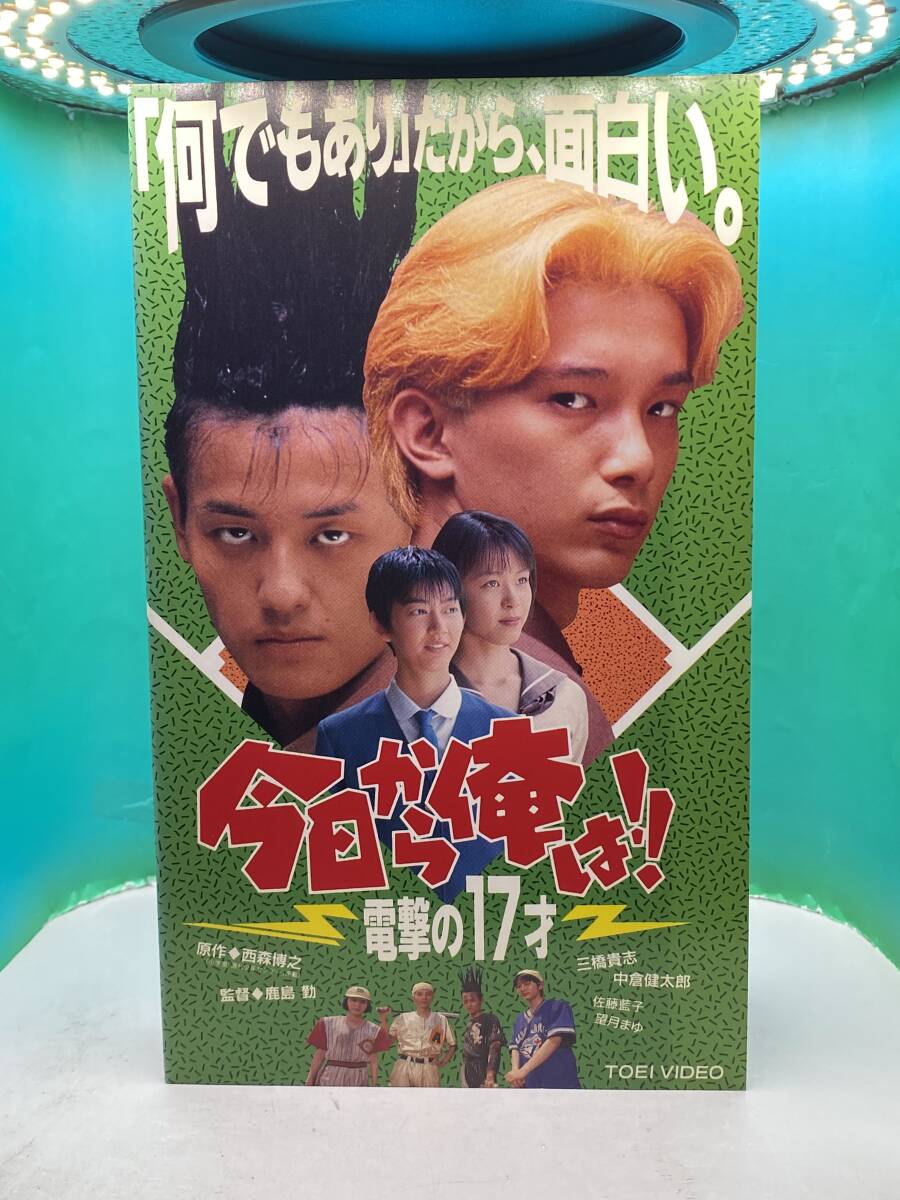 「何でもあり」だから、面白い。
今日から俺は!!
電撃の17才
原作◆西森博之
監督◆鹿島 勤
三橋貴志
中倉健太郎
佐藤藍子
望月まゆ
TOEI VIDEO